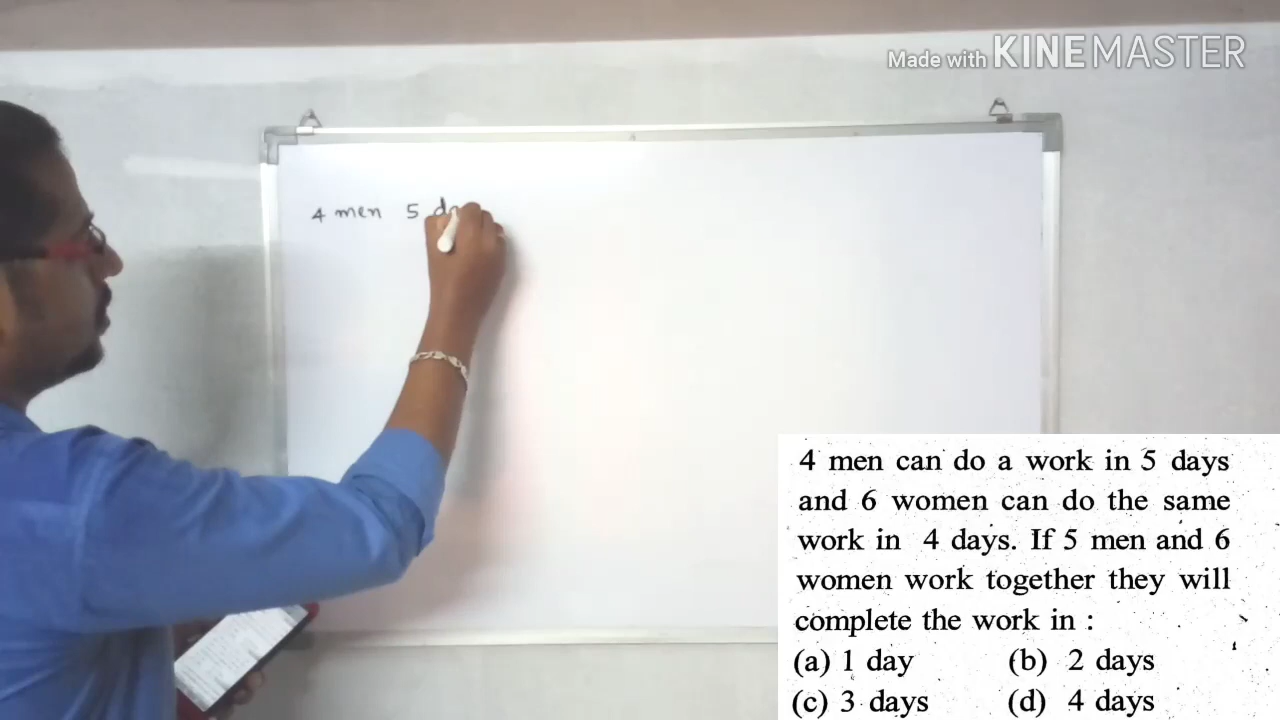 Made with KINEMASTER
4 men 5 da
4 men can do a work in 5 days
and 6 women can do the same
work in 4 days. If 5 men and 6
women work together they will
complete the work in :
(a) 1 day (b) 2 days
(c) 3 days (d) 4 days